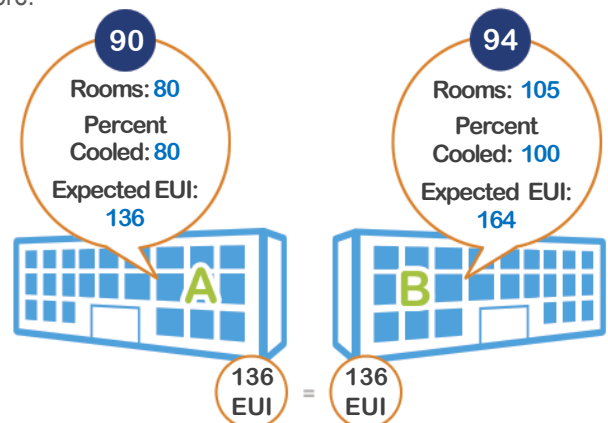 90
Rooms: 80
Percent
Cooled: 80
Expected EUI:
136
A
94
Rooms: 105
Percent
Cooled: 100
Expected EUI:
164
B
136
EUI
=
136
EUI